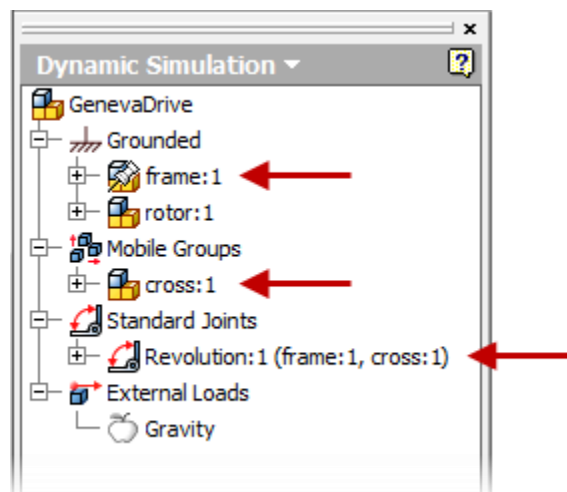 Dynamic Simulation
GenevaDrive
Grounded
frame:1
rotor:1
Mobile Groups
cross:1
Standard Joints
Revolution:1 (frame:1, cross:1)
External Loads
Gravity